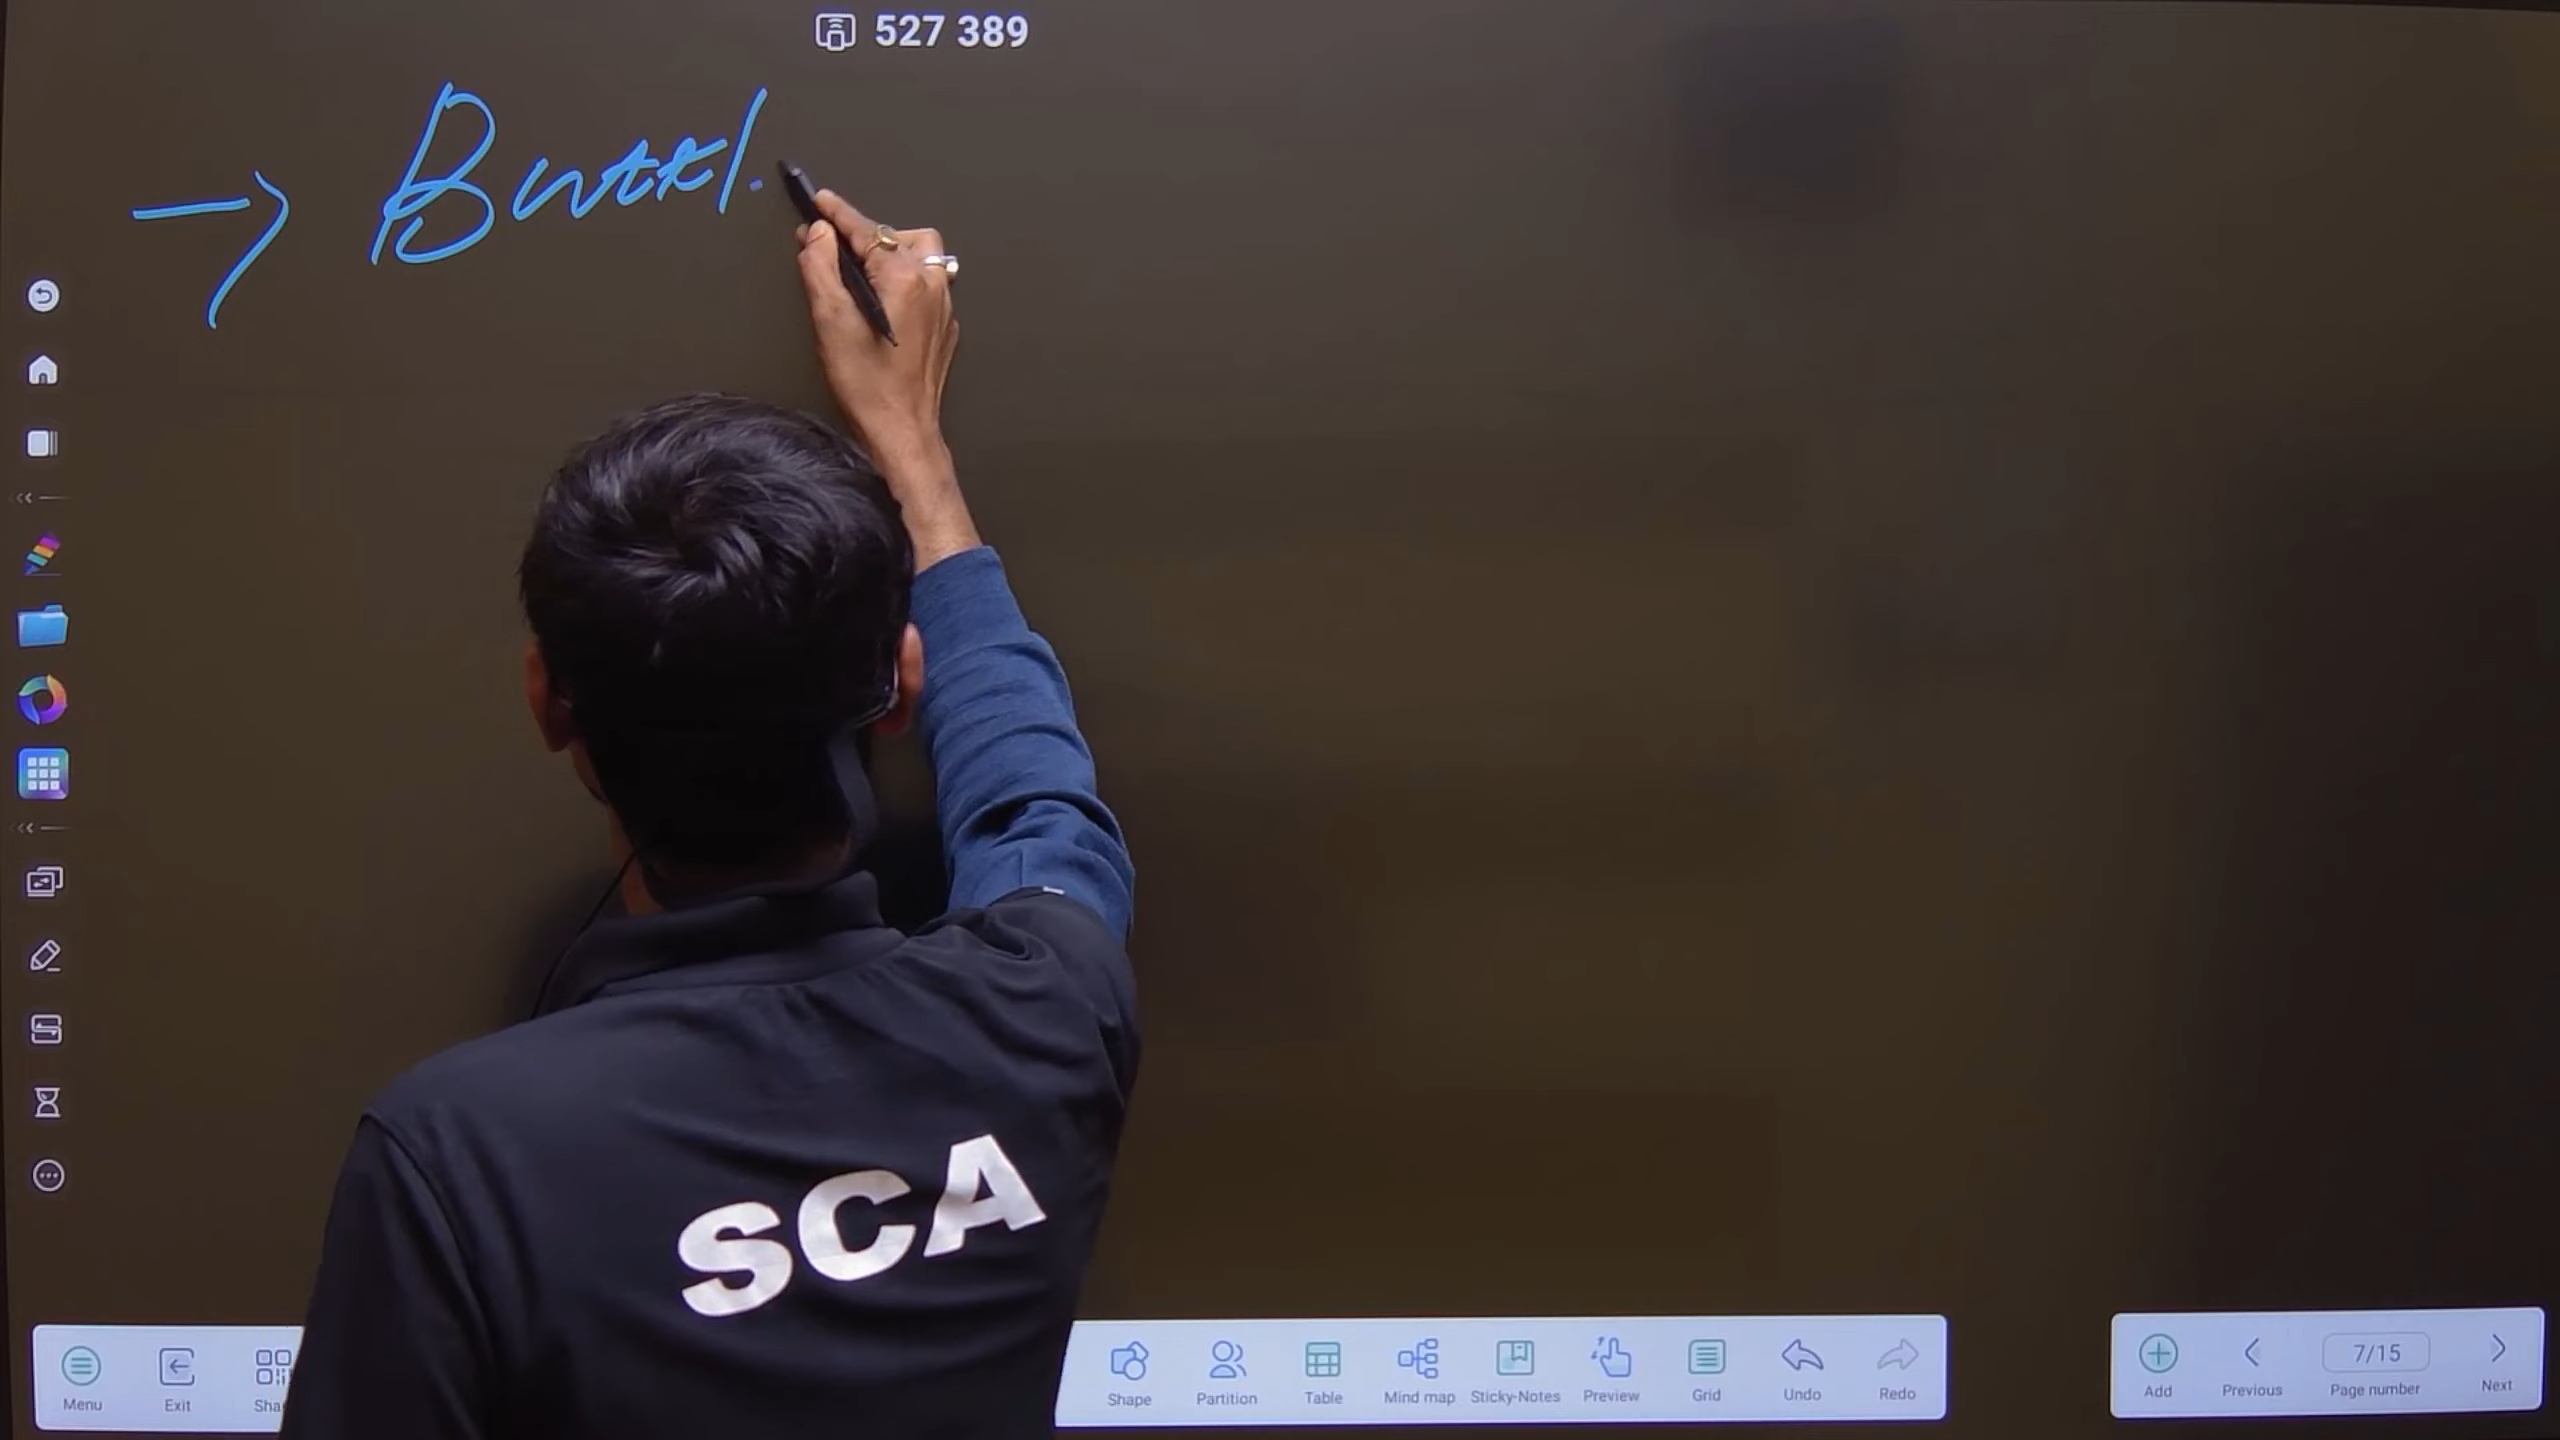 527 389
→
SCA
Menu Exit Sha Shape Partition Table Mind map Sticky-Notes Preview Grid Undo Redo
7/15
Add Previous Page number Next